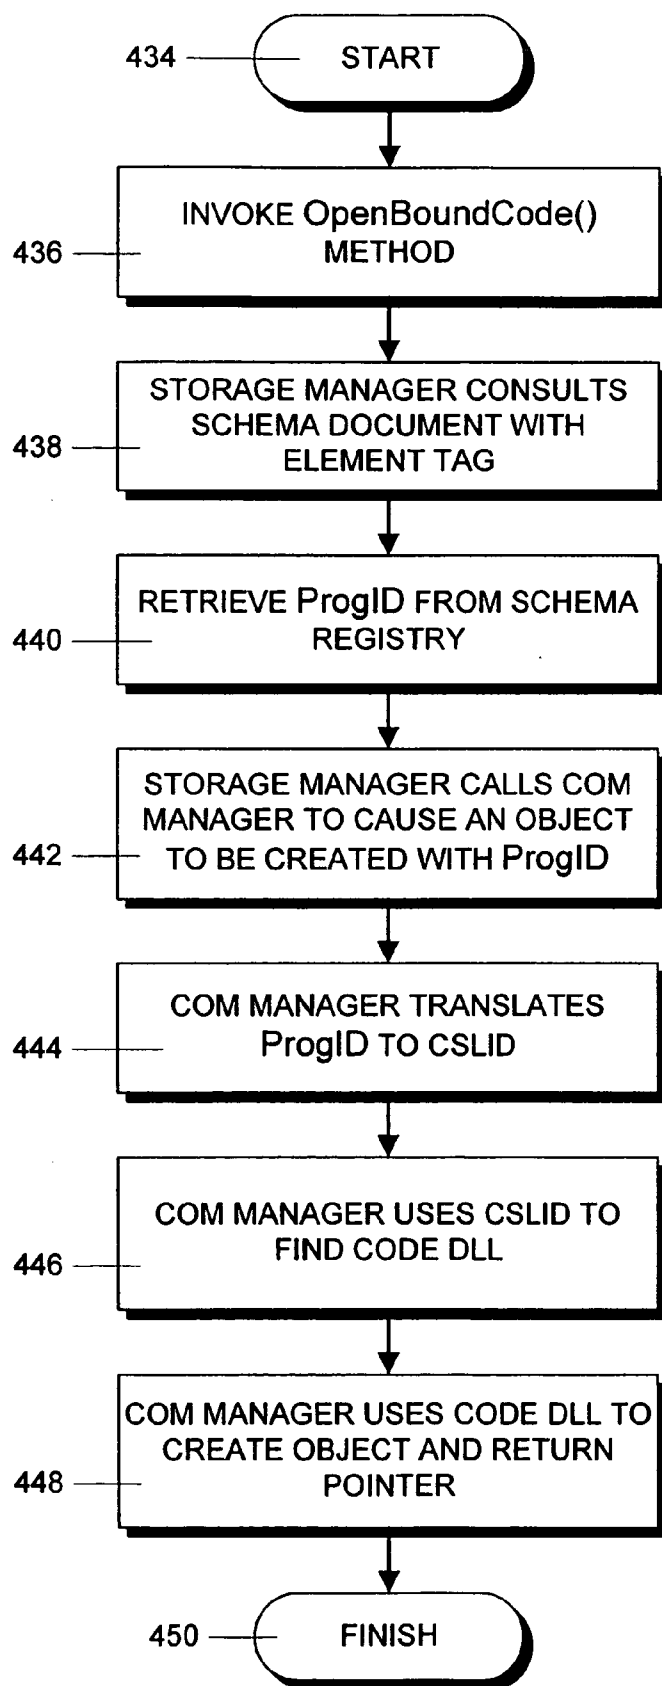 434 START
INVOKE OpenBoundCode()
METHOD
436
STORAGE MANAGER CONSULTS
SCHEMA DOCUMENT WITH
ELEMENT TAG
438
RETRIEVE ProgID FROM SCHEMA
REGISTRY
440
STORAGE MANAGER CALLS COM
MANAGER TO CAUSE AN OBJECT
TO BE CREATED WITH ProgID
442
COM MANAGER TRANSLATES
ProgID TO CSLID
444
COM MANAGER USES CSLID TO
FIND CODE DLL
446
COM MANAGER USES CODE DLL TO
CREATE OBJECT AND RETURN
POINTER
448
450 FINISH